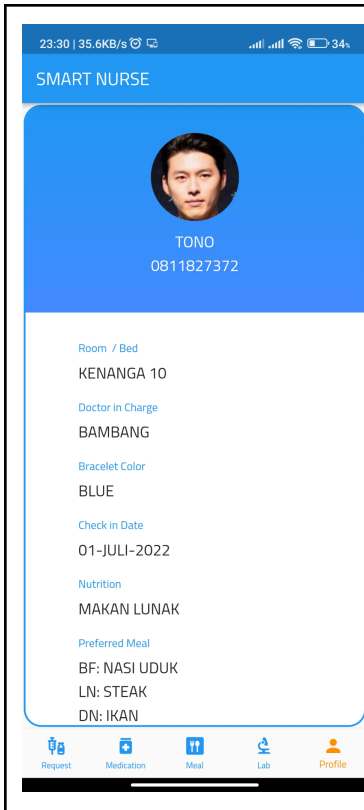 23:30 | 35.6KB/s 34%
SMART NURSE
TONO
0811827372
Room / Bed
KENANGA 10
Doctor in Charge
BAMBANG
Bracelet Color
BLUE
Check in Date
01-JULI-2022
Nutrition
MAKAN LUNAK
Preferred Meal
BF: NASI UDUK
LN: STEAK
DN: IKAN
Request Medication Meal Lab Profile